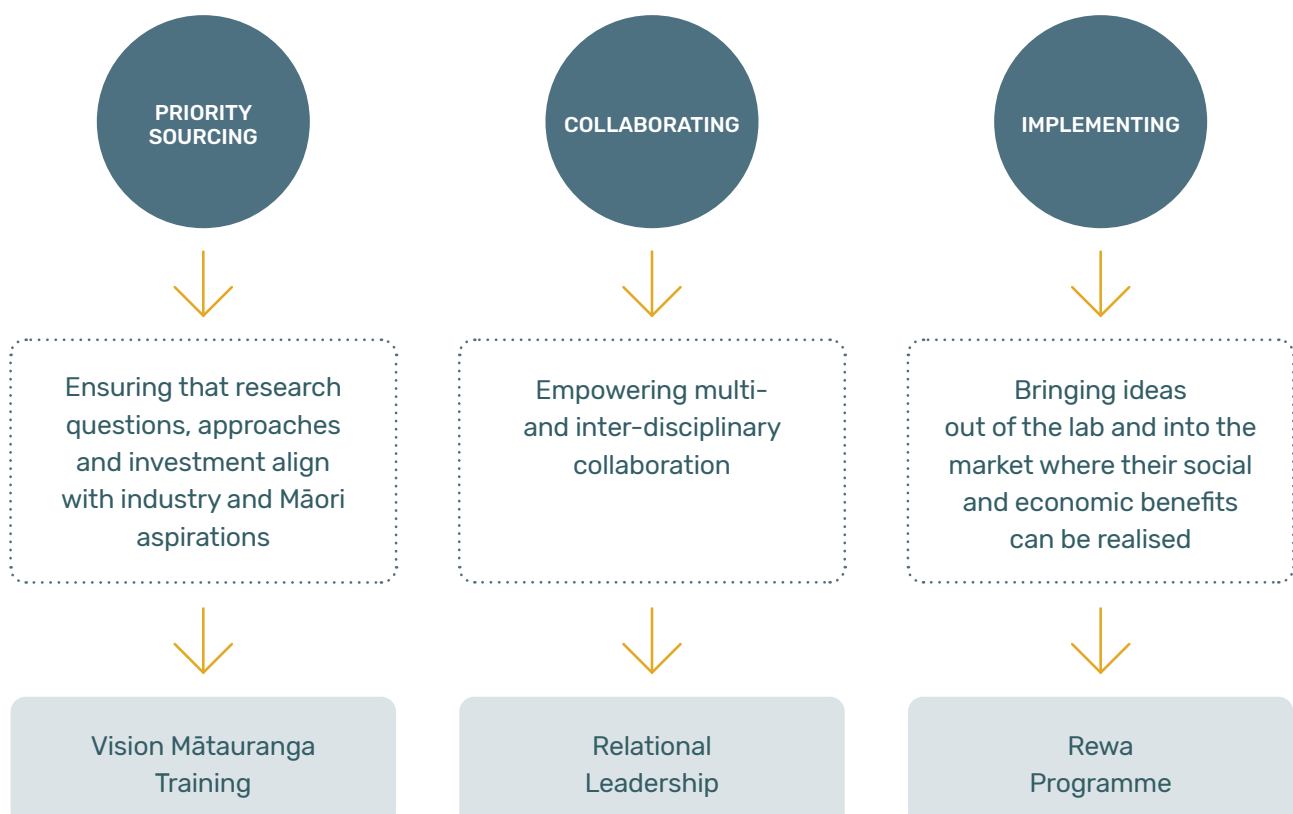 PRIORITY
SOURCING
Ensuring that research
questions, approaches
and investment align
with industry and Māori
aspirations
Vision Mātauranga
Training
COLLABORATING
Empowering multi-
and inter-disciplinary
collaboration
Relational
Leadership
IMPLEMENTING
Bringing ideas
out of the lab and into the
market where their social
and economic benefits
can be realised
Rewa
Programme